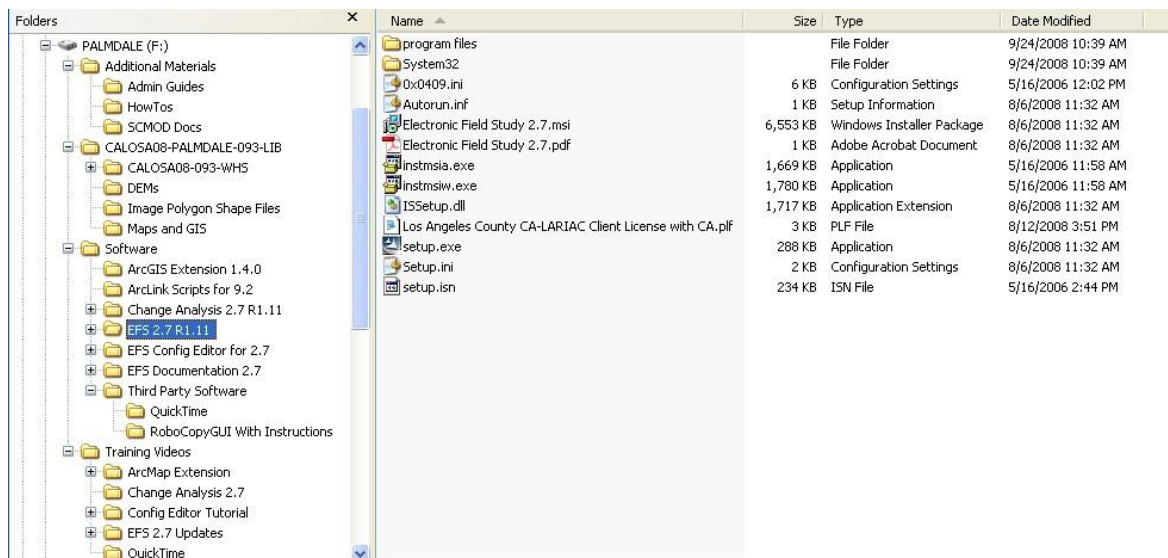 Folders
PALMDALE (F:)
Additional Materials
Admin Guides
HowTos
SCMOD Docs
CALOSA08-PALMDALE-093-LIB
CALOSA08-093-WHS
DEMs
Image Polygon Shape Files
Maps and GIS
Software
ArcGIS Extension 1.4.0
ArcLink Scripts for 9.2
Change Analysis 2.7 R1.11
EFS 2.7 R1.11
EFS Config Editor for 2.7
EFS Documentation 2.7
Third Party Software
QuickTime
RoboCopyGUI With Instructions
Training Videos
ArcMap Extension
Change Analysis 2.7
Config Editor Tutorial
EFS 2.7 Updates
QuickTime
Name Size Type Date Modified
program files File Folder 9/24/2008 10:39 AM
System32 File Folder 9/24/2008 10:39 AM
0x0409.ini 6 KB Configuration Settings 5/16/2006 12:02 PM
Autorun.inf 1 KB Setup Information 8/6/2008 11:32 AM
Electronic Field Study 2.7.msi 6,553 KB Windows Installer Package 8/6/2008 11:32 AM
Electronic Field Study 2.7.pdf 1 KB Adobe Acrobat Document 8/6/2008 11:32 AM
instmsia.exe 1,669 KB Application 5/16/2006 11:58 AM
instmsiw.exe 1,780 KB Application 5/16/2006 11:58 AM
ISSetup.dll 1,717 KB Application Extension 8/6/2008 11:32 AM
Los Angeles County CA-LARIAC Client License with CA.plf 3 KB PLF File 8/12/2008 3:51 PM
setup.exe 288 KB Application 8/6/2008 11:32 AM
Setup.ini 2 KB Configuration Settings 8/6/2008 11:32 AM
setup.isn 234 KB ISN File 5/16/2006 2:44 PM